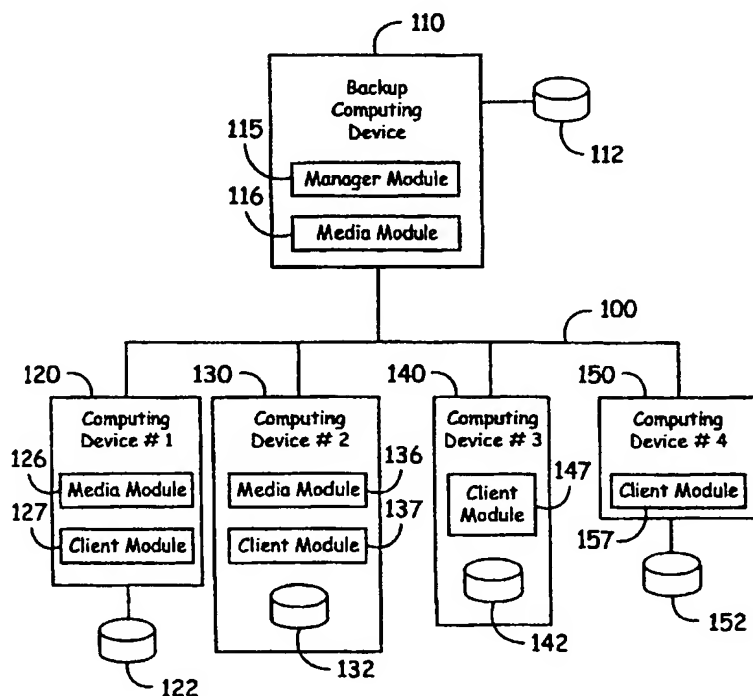 110
Backup
Computing
Device
112
115
Manager Module
116
Media Module
100
120
130
140
150
Computing
Device # 1
Computing
Device # 2
Computing
Device # 3
Computing
Device # 4
126
Media Module
127
Client Module
Media Module
136
Client Module
137
Client
Module
147
Client Module
157
122
132
142
152